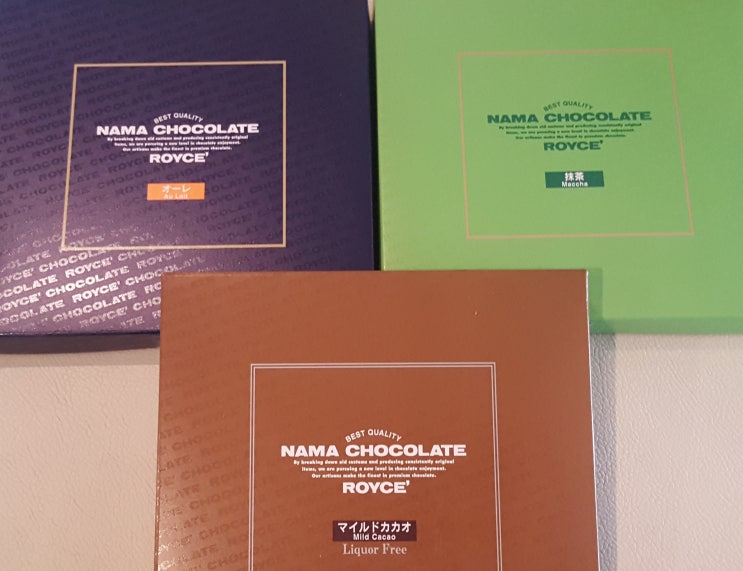 BEST QUALITY
NAMA CHOCOLATE
By breaking down old customs and producing consistently original
items, we are pursuing a new level in chocolate enjoyment.
Our artisans make the finest in premium chocolate.
ROYCE'
オーレ
Au Lait
BEST QUALITY
NAMA CHOCOLATE
By breaking down old customs and producing consistently original
items, we are pursuing a new level in chocolate enjoyment.
Our artisans make the finest in premium chocolate.
ROYCE'
抹茶
Maccha
ROYCE' CHOCOLATE ROYCE' CHOCOLATE
BEST QUALITY
NAMA CHOCOLATE
By breaking down old customs and producing consistently original
items, we are pursuing a new level in chocolate enjoyment.
Our artisans make the finest in premium chocolate.
ROYCE'
マイルドカカオ
Mild Cacao
Liquor Free